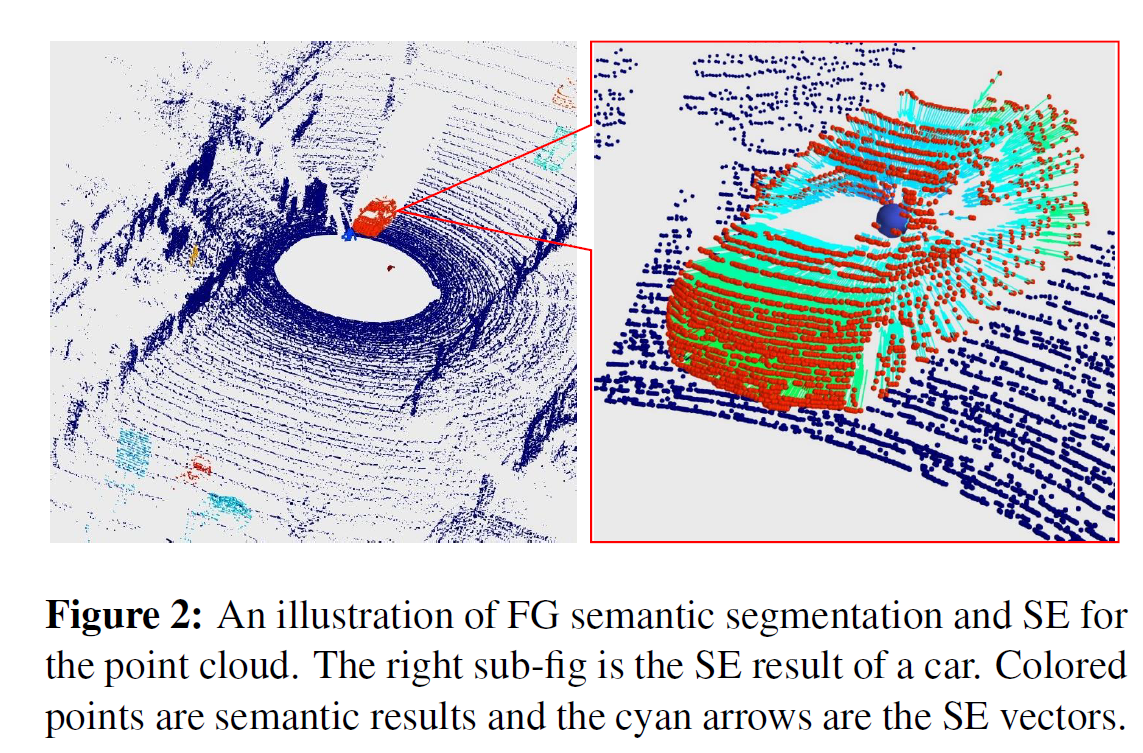 Figure 2: An illustration of FG semantic segmentation and SE for
the point cloud. The right sub-fig is the SE result of a car. Colored
points are semantic results and the cyan arrows are the SE vectors.